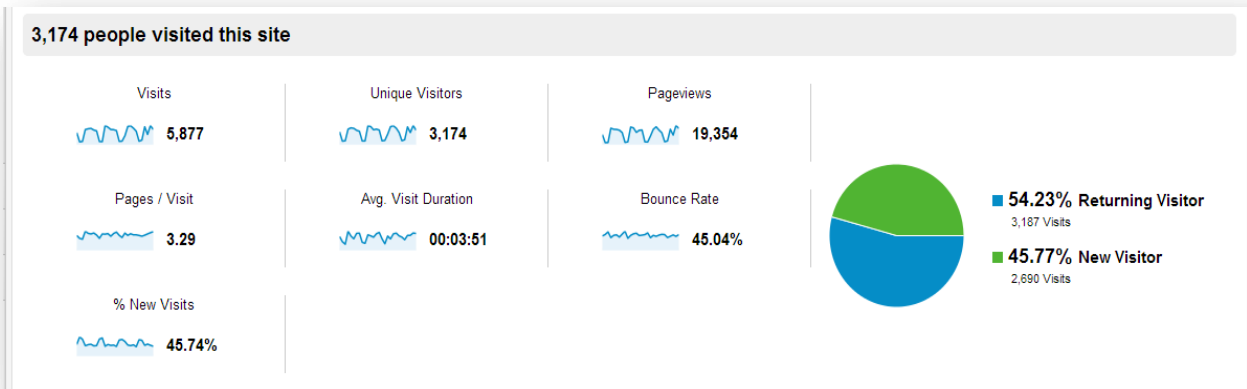 3,174 people visited this site
Visits
5,877
Unique Visitors
3,174
Pageviews
19,354
Pages / Visit
3.29
Avg. Visit Duration
00:03:51
Bounce Rate
45.04%
% New Visits
45.74%
54.23% Returning Visitor
3,187 Visits
45.77% New Visitor
2,690 Visits